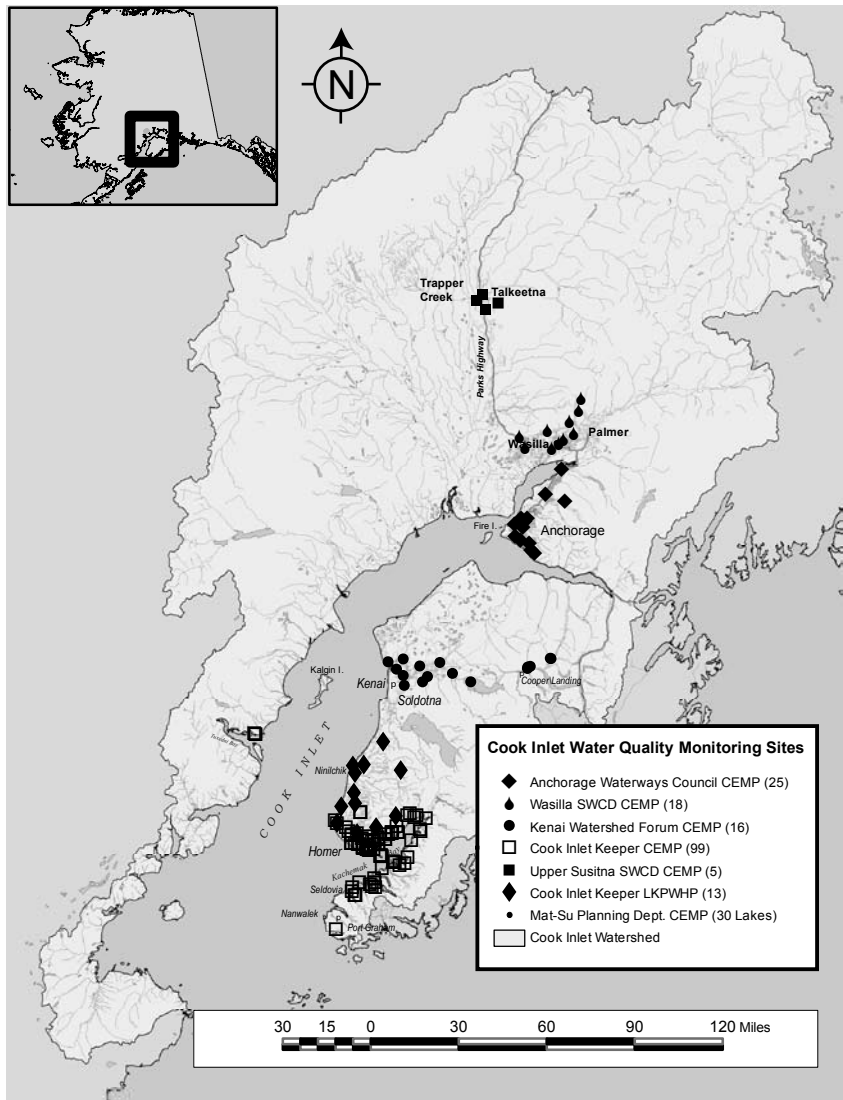 N
Trapper
Creek
Talkeetna
Parks Highway
Palmer
Wasilla
Fire I.
Anchorage
Kalgin I.
Kenai
P
Soldotna
P
Cooper Landing
COOK INLET
Ninilchik
Homer
Kachemak
Seldovia
Nanwalek
P
Port Graham
Cook Inlet Water Quality Monitoring Sites
Anchorage Waterways Council CEMP (25)
Wasilla SWCD CEMP (18)
Kenai Watershed Forum CEMP (16)
Cook Inlet Keeper CEMP (99)
Upper Susitna SWCD CEMP (5)
Cook Inlet Keeper LKPWHP (13)
Mat-Su Planning Dept. CEMP (30 Lakes)
Cook Inlet Watershed
30 15 0 30 60 90 120 Miles